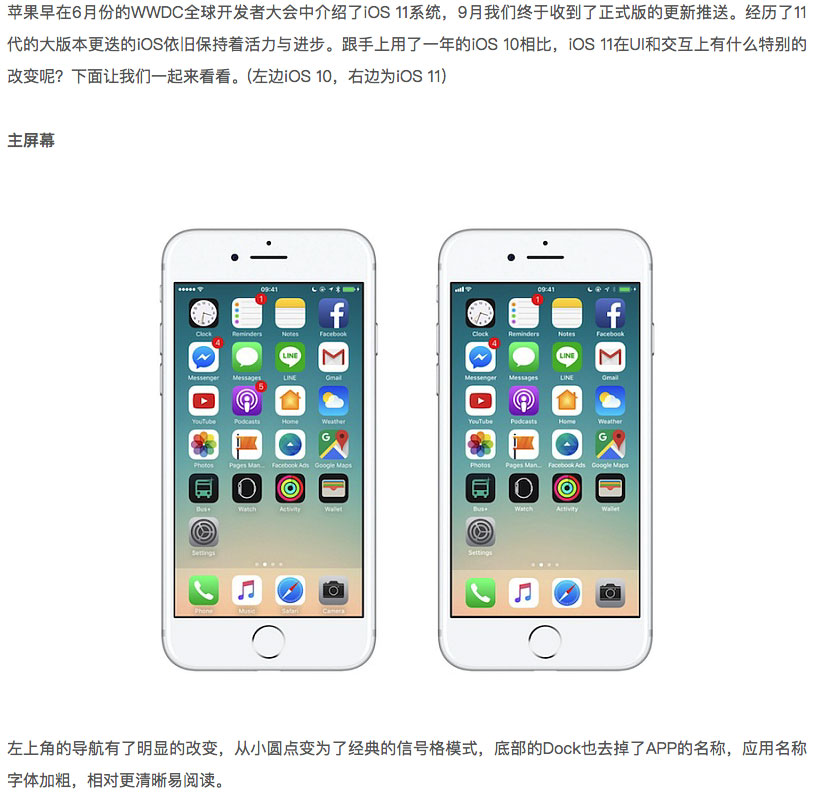 苹果早在6月份的WWDC全球开发者大会中介绍了iOS 11系统，9月我们终于收到了正式版的更新推送。经历了11
代的大版本更迭的iOS依旧保持着活力与进步。跟手上用了一年的iOS 10相比，iOS 11在UI和交互上有什么特别的
改变呢？下面让我们一起来看看。(左边iOS 10，右边为iOS 11）
主屏幕
09:41
1
Clock Reminders Notes Facebook
4
LINE
Messenger Messages LINE Gmail
5
YouTube Podcasts Home Weather
G
Photos Pages Man... Facebook Ads Google Maps
Bus+ Watch Activity Wallet
Settings
Phone Music Safari Camera
09:41
1
Clock Reminders Notes Facebook
4
LINE
Messenger Messages LINE Gmail
YouTube Podcasts Home Weather
G
Photos Pages Man... Facebook Ads Google Maps
Bus+ Watch Activity Wallet
Settings
左上角的导航有了明显的改变，从小圆点变为了经典的信号格模式，底部的Dock也去掉了APP的名称，应用名称
字体加粗，相对更清晰易阅读。